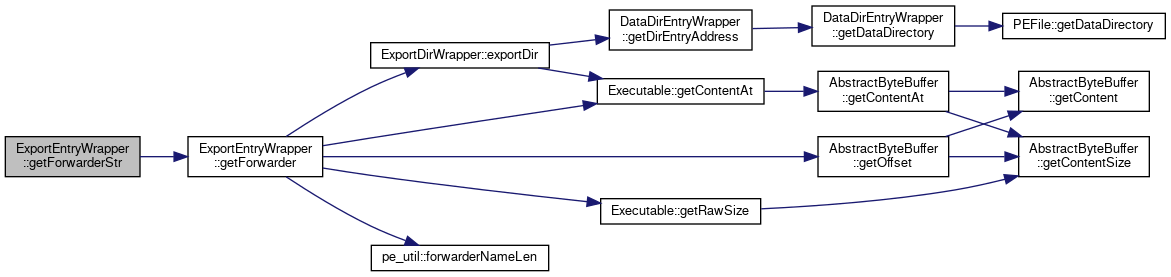 ExportEntryWrapper
::getForwarderStr
ExportEntryWrapper
::getForwarder
ExportDirWrapper::exportDir
DataDirEntryWrapper
::getDirEntryAddress
DataDirEntryWrapper
::getDataDirectory
PEFile::getDataDirectory
Executable::getContentAt
AbstractByteBuffer
::getContentAt
AbstractByteBuffer
::getContent
AbstractByteBuffer
::getOffset
AbstractByteBuffer
::getContentSize
Executable::getRawSize
pe_util::forwarderNameLen